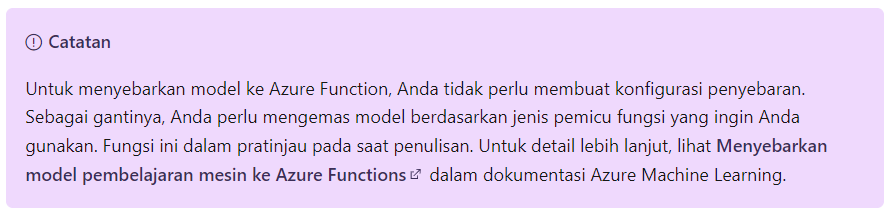 Catatan
Untuk menyebarkan model ke Azure Function, Anda tidak perlu membuat konfigurasi penyebaran.
Sebagai gantinya, Anda perlu mengemas model berdasarkan jenis pemicu fungsi yang ingin Anda
gunakan. Fungsi ini dalam pratinjau pada saat penulisan. Untuk detail lebih lanjut, lihat Menyebarkan
model pembelajaran mesin ke Azure Functions dalam dokumentasi Azure Machine Learning.